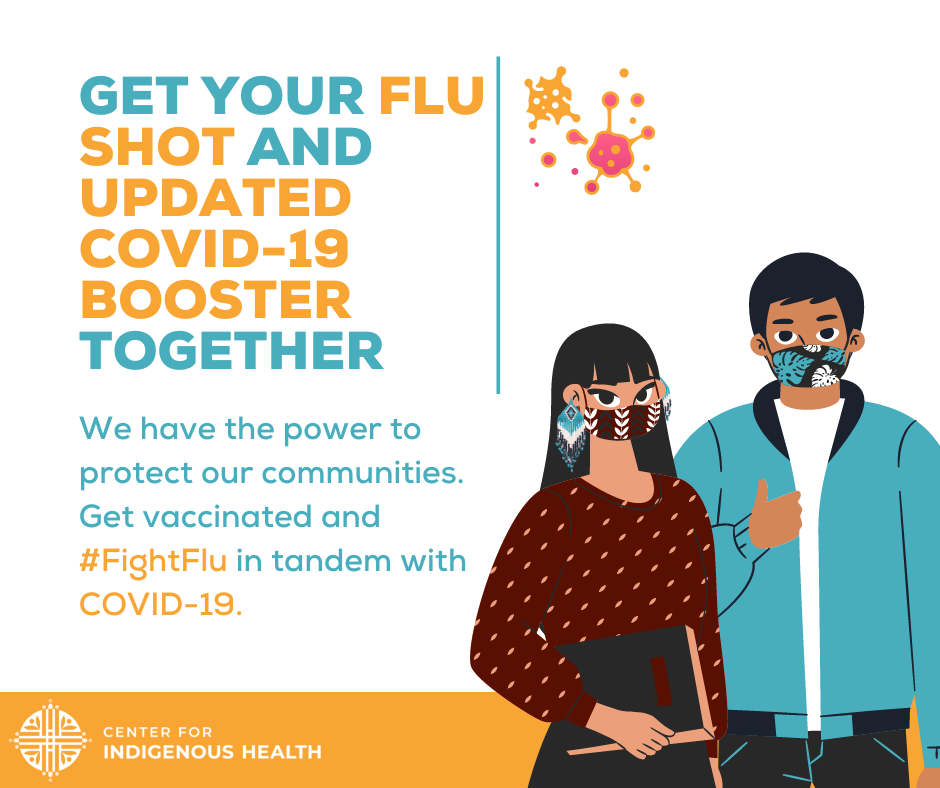 GET YOUR FLU
SHOT AND
UPDATED
COVID-19
BOOSTER
TOGETHER
We have the power to
protect our communities.
Get vaccinated and
#FightFlu in tandem with
COVID-19.
CENTER FOR
INDIGENOUS HEALTH